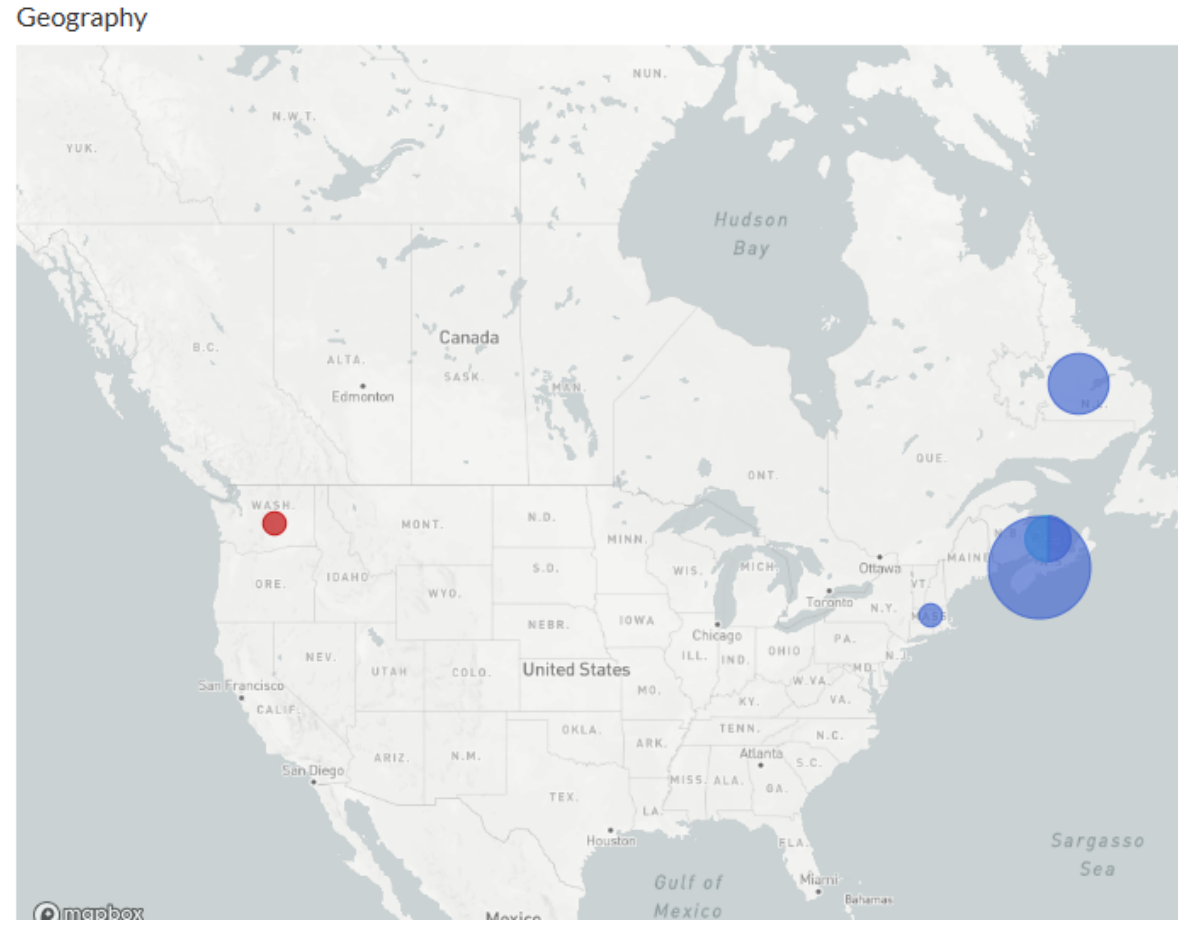 Geography
NUN.
N.W.T.
YUK.
Hudson
Bay
Canada
B.C.
ALTA.
SASK.
MAN.
Edmonton
N.L.
QUE.
ONT.
WASH.
MONT.
N.D.
MINN.
N.B.
MAINE
Ottawa
ORE.
IDAHO
S.D.
WIS.
MICH.
VT.
WYO.
Toronto
N.Y.
MASS.
NEBR.
IOWA
Chicago
PA.
NEV.
UTAH
COLO.
United States
ILL.
IND.
OHIO
N.J.
MD.
San Francisco
CALIF.
MO.
W.VA.
KY.
VA.
OKLA.
TENN.
N.C.
ARIZ.
N.M.
ARK.
Atlanta
S.C.
San Diego
MISS.
ALA.
GA.
TEX.
LA.
Houston
FLA.
Sargasso
Sea
Gulf of
Mexico
Miami
Bahamas
mapbox
Mexico